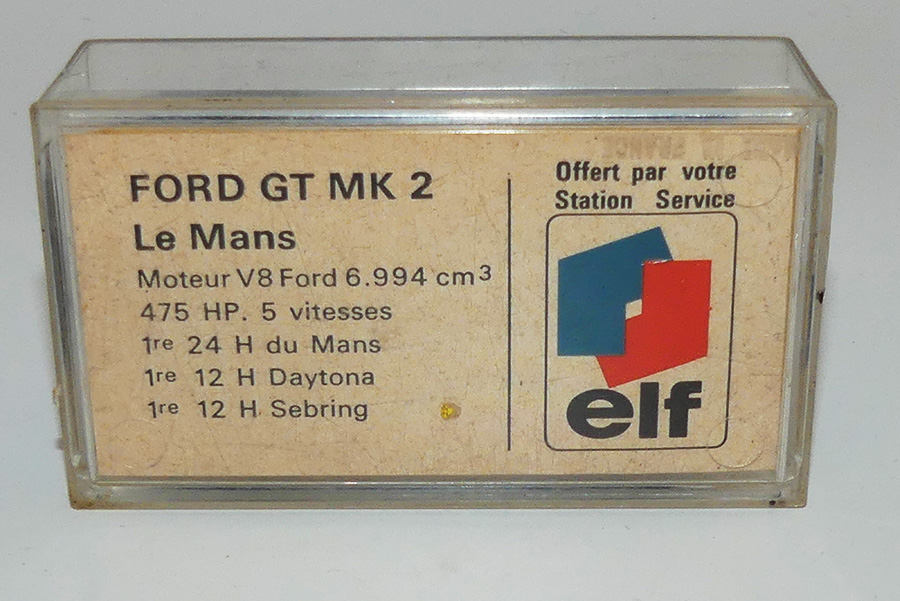 FORD GT MK 2
Le Mans
Moteur V8 Ford 6.994 cm³
475 HP. 5 vitesses
1re 24 H du Mans
1re 12 H Daytona
1re 12 H Sebring
Offert par votre
Station Service
elf